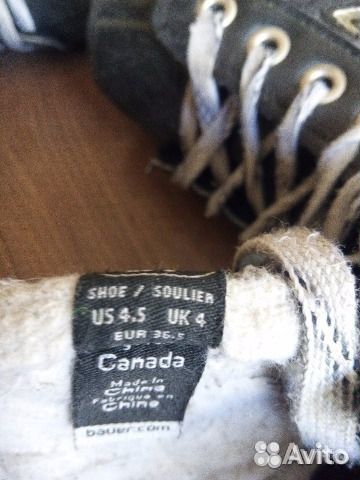 SHOE / SOULIER
US 4.5 UK 4
EUR 36.5
Canada
Made in
China
Fabriqué en
Chine
bauer.com
Avito